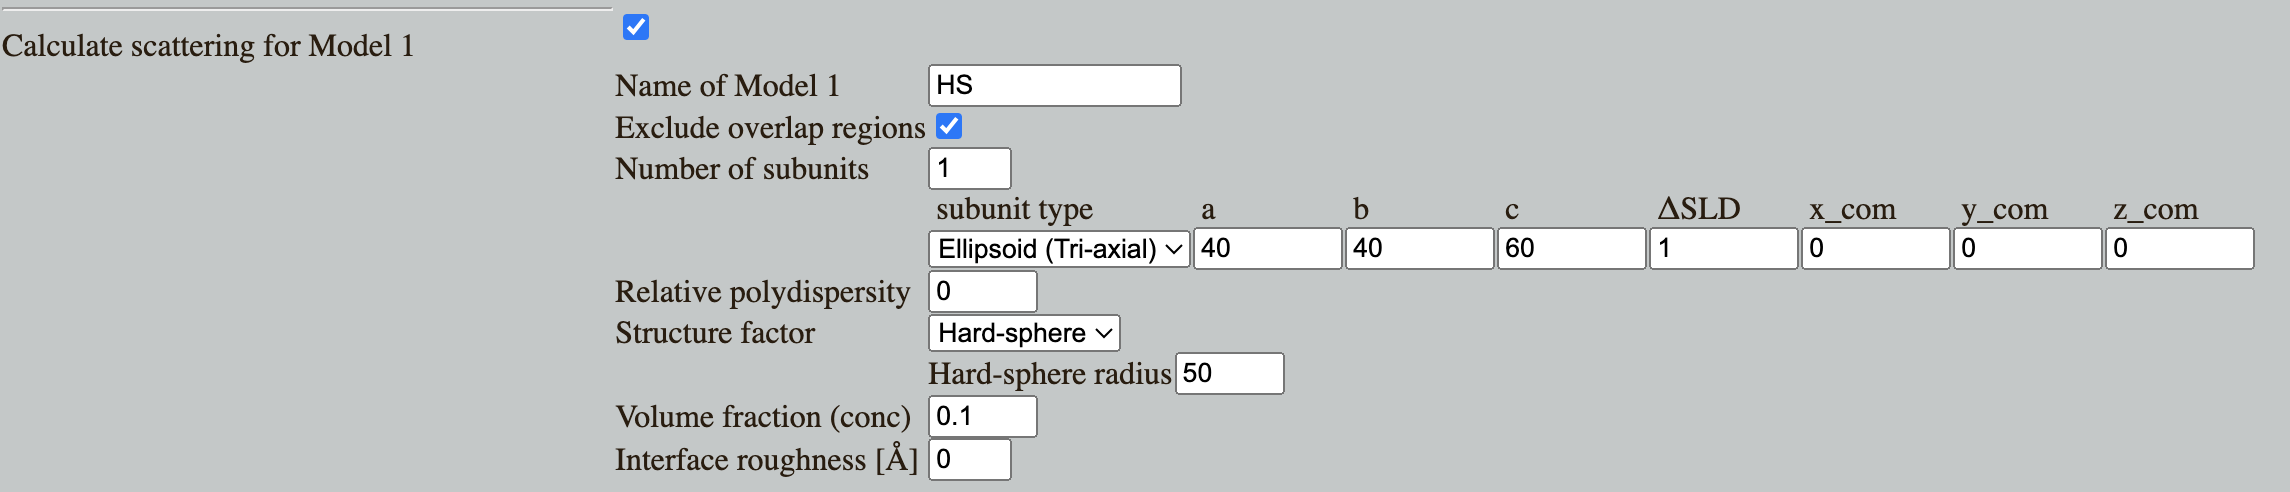 Calculate scattering for Model 1
Name of Model 1 HS
Exclude overlap regions
Number of subunits 1
subunit type a b c ΔSLD x_com y_com z_com
Ellipsoid (Tri-axial) 40 40 60 1 0 0 0
Relative polydispersity 0
Structure factor Hard-sphere
Hard-sphere radius 50
Volume fraction (conc) 0.1
Interface roughness [Å] 0